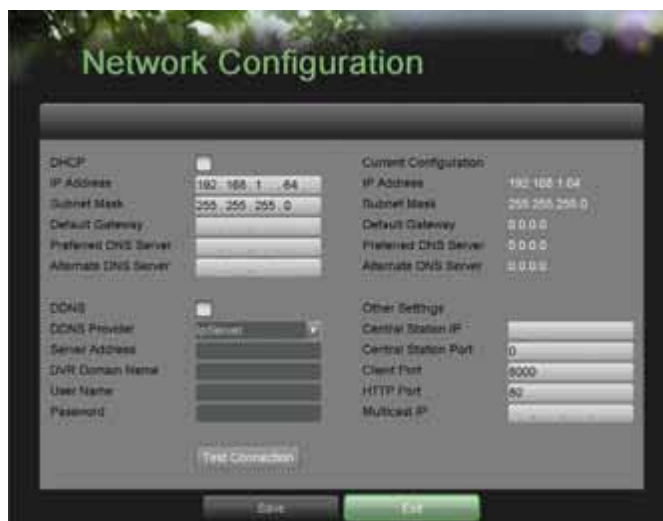 Network Configuration
DHCP
IP Address 192 . 168 . 1 . 64
Subnet Mask 255 . 255 . 255 . 0
Default Gateway
Preferred DNS Server
Alternate DNS Server
Current Configuration
IP Address 192.168.1.64
Subnet Mask 255.255.255.0
Default Gateway 0.0.0.0
Preferred DNS Server 0.0.0.0
Alternate DNS Server 0.0.0.0
DDNS
DDNS Provider
Server Address
DVR Domain Name
User Name
Password
Other Settings
Central Station IP
Central Station Port 0
Client Port 8000
HTTP Port 80
Multicast IP
Test Connection
Save Exit